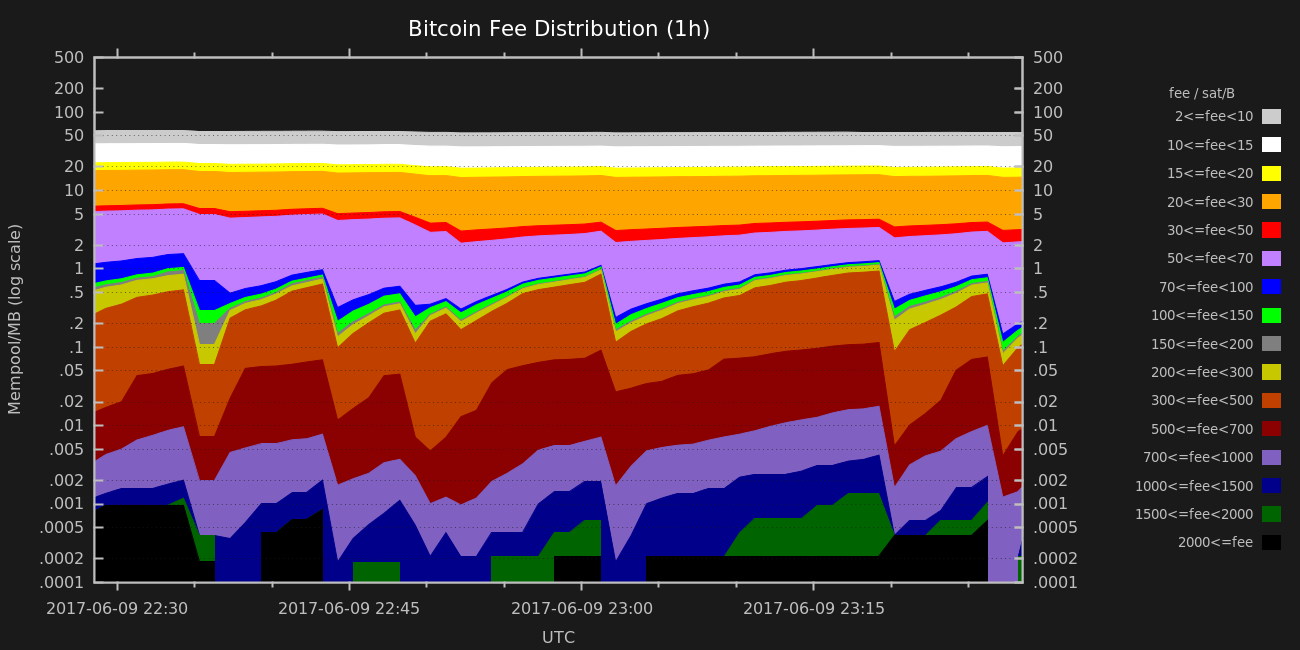 Bitcoin Fee Distribution (1h)
500 500
200 200
100 100
50 50
20 20
10 10
5 5
2 2
1 1
.5 .5
.2 .2
.1 .1
.05 .05
.02 .02
.01 .01
.005 .005
.002 .002
.001 .001
.0005 .0005
.0002 .0002
.0001 .0001
Mempool/MB (log scale)
2017-06-09 22:30 2017-06-09 22:45 2017-06-09 23:00 2017-06-09 23:15
UTC
fee / sat/B
2<=fee<10
10<=fee<15
15<=fee<20
20<=fee<30
30<=fee<50
50<=fee<70
70<=fee<100
100<=fee<150
150<=fee<200
200<=fee<300
300<=fee<500
500<=fee<700
700<=fee<1000
1000<=fee<1500
1500<=fee<2000
2000<=fee